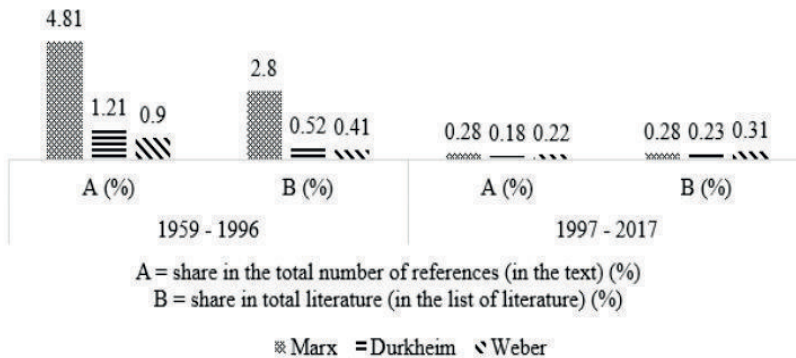 4.81
1.21
0.9
2.8
0.52 0.41
0.28 0.18 0.22
0.28 0.23 0.31
A (%) B (%) A (%) B (%)
1959 - 1996 1997 - 2017
A = share in the total number of references (in the text) (%)
B = share in total literature (in the list of literature) (%)
Marx Durkheim Weber